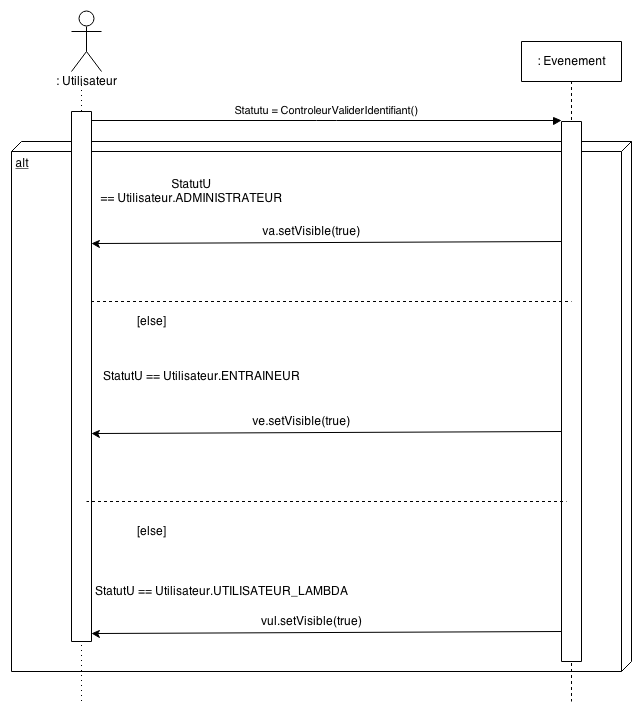 : Utilisateur
: Evenement
Statutu = ControleurValiderIdentifiant()
alt
StatutU
== Utilisateur.ADMINISTRATEUR
va.setVisible(true)
[else]
StatutU == Utilisateur.ENTRAINEUR
ve.setVisible(true)
[else]
StatutU == Utilisateur.UTILISATEUR_LAMBDA
vul.setVisible(true)